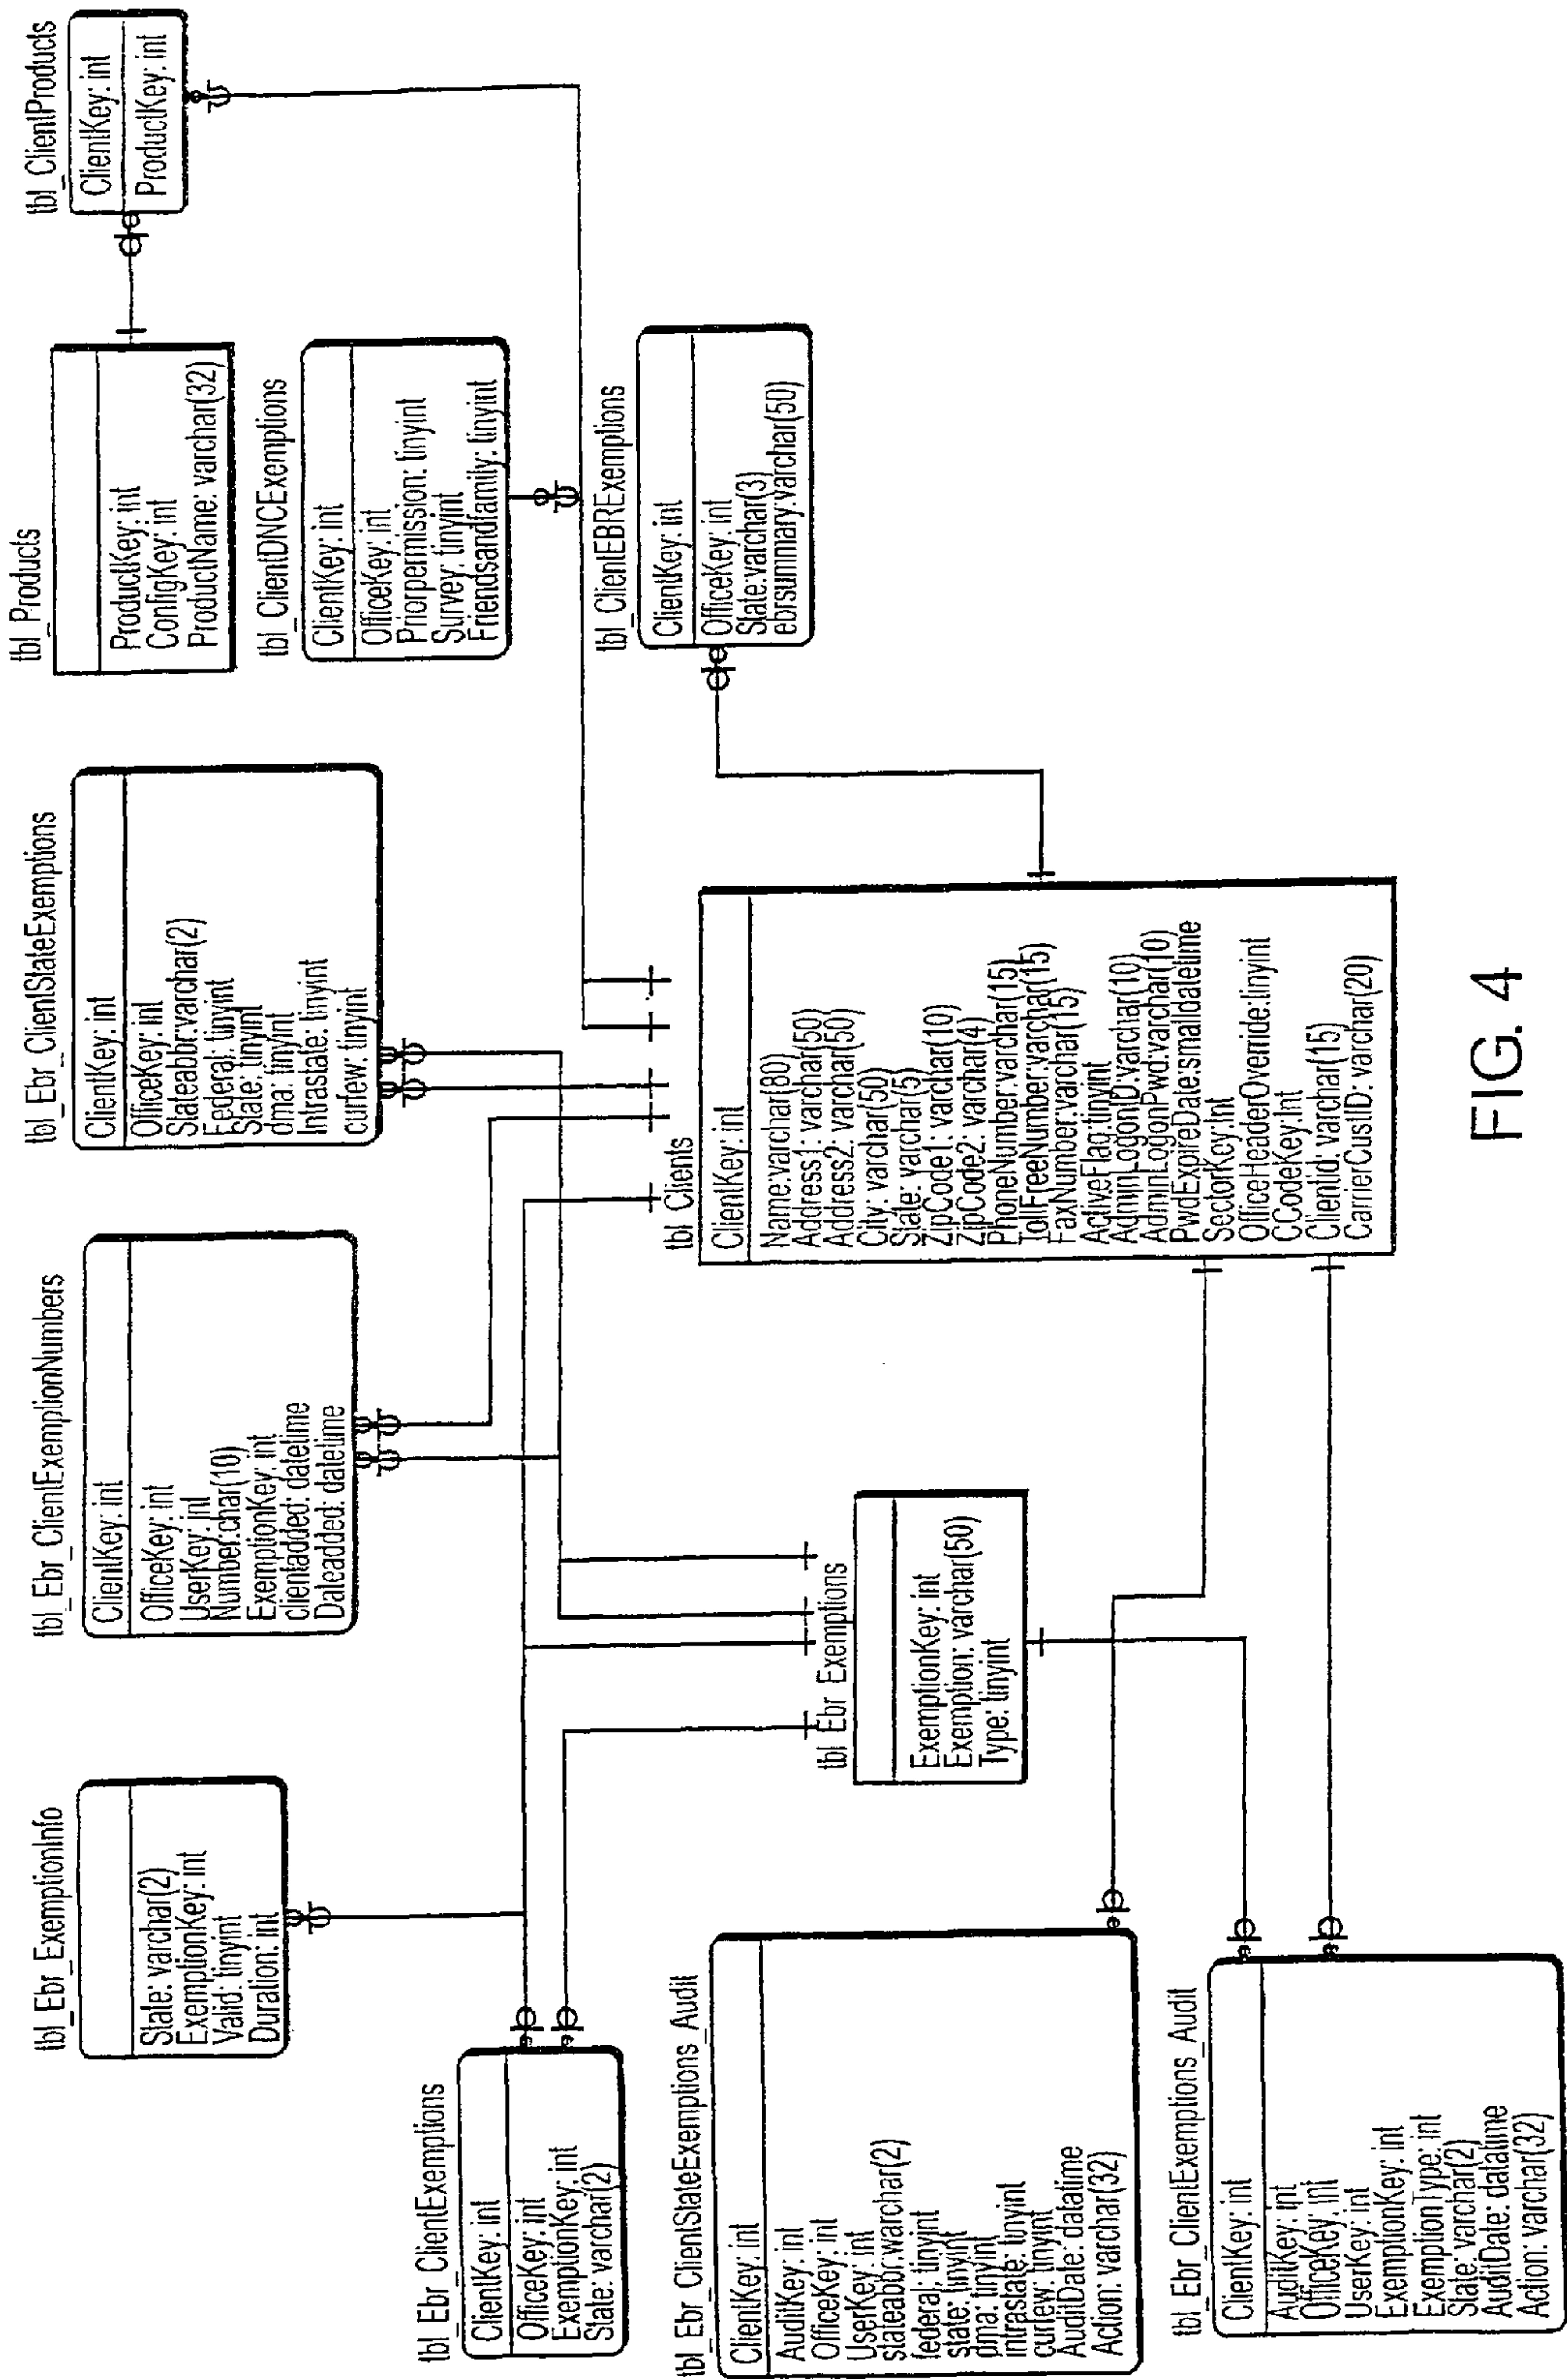 tbl_Ebr_ExemptionInfo
State: varchar(2)
ExemptionKey: int
Valid: tinyint
Duration: int
tbl_Ebr_ClientExemptionNumbers
ClientKey: int
OfficeKey: int
UserKey: int
Number:char(10)
ExemptionKey: int
clientadded: datetime
Dateadded: datetime
tbl_Ebr_ClientStateExemptions
ClientKey: int
OfficeKey: int
Stateabbr:varchar(2)
Federal: tinyint
State: tinyint
dma: tinyint
Intrastate: tinyint
curfew: tinyint
tbl_Products
ProductKey: int
ConfigKey: int
ProductName: varchar(32)
tbl_ClientProducts
ClientKey: int
ProductKey: int
tbl_ClientDNCExemptions
ClientKey: int
OfficeKey: int
Priorpermission: tinyint
Survey: tinyint
Friendsandfamily: tinyint
tbl_ClientEBRExemptions
ClientKey: int
OfficeKey: int
State:varchar(3)
ebrsummary:varchar(50)
tbl_Ebr_ClientExemptions
ClientKey: int
OfficeKey: int
ExemptionKey: int
State: varchar(2)
tbl_Ebr_Exemptions
ExemptionKey: int
Exemption: varchar(50)
Type: tinyint
tbl_Clients
ClientKey: int
Name:varchar(80)
Address1: varchar(50)
Address2: varchar(50)
City: varchar(50)
State: varchar(5)
ZipCode1: varchar(10)
ZipCode2: varchar(4)
PhoneNumber:varchar(15)
TollFreeNumber:varchar(15)
FaxNumber:varchar(15)
ActiveFlag:tinyint
AdminLogonID:varchar(10)
AdminLogonPwd:varchar(10)
PwdExpireDate:smalldatetime
SectorKey:Int
OfficeHeaderOverride:tinyint
CCodeKey:Int
Clientid: varchar(15)
CarrierCustID: varchar(20)
tbl_Ebr_ClientStateExemptions_Audit
ClientKey: int
AuditKey: int
OfficeKey: int
UserKey: int
stateabbr:warchar(2)
federal: tinyint
state: tinyint
dma: tinyint
intrastate: tinyint
curfew: tinyint
AuditDate: datatime
Action: varchar(32)
tbl_Ebr_ClientExemptions_Audit
ClientKey: int
AuditKey: int
OfficeKey: int
UserKey: int
ExemptionKey: int
ExemptionType: int
State: varchar(2)
AuditDate: datatime
Action: varchar(32)
FIG. 4